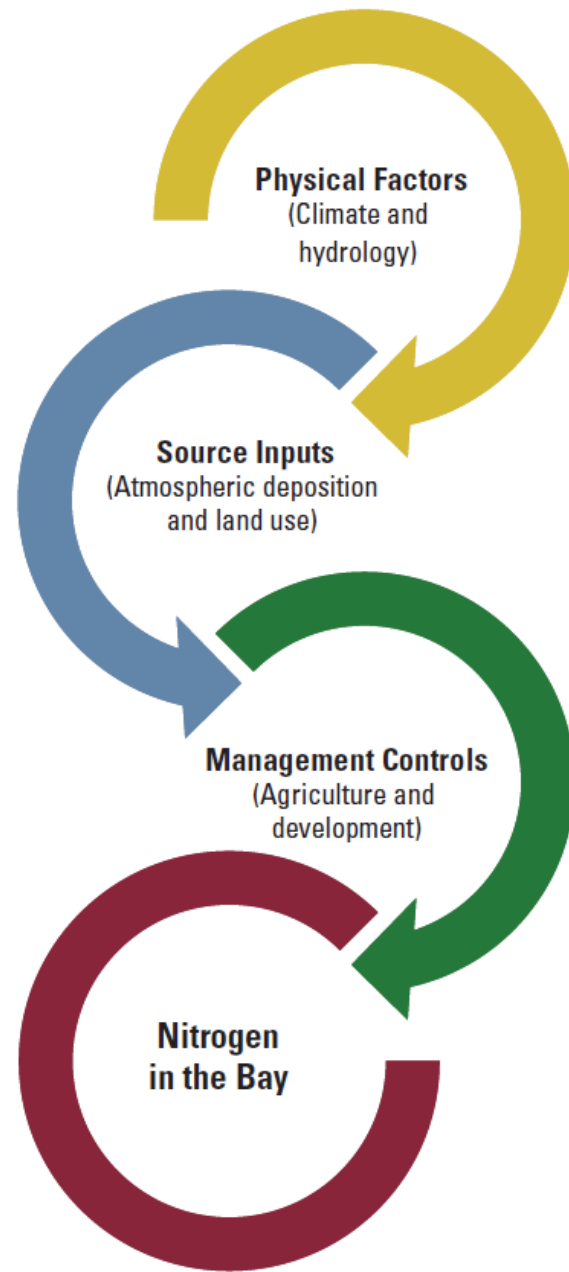 Physical Factors
(Climate and
hydrology)
Source Inputs
(Atmospheric deposition
and land use)
Management Controls
(Agriculture and
development)
Nitrogen
in the Bay